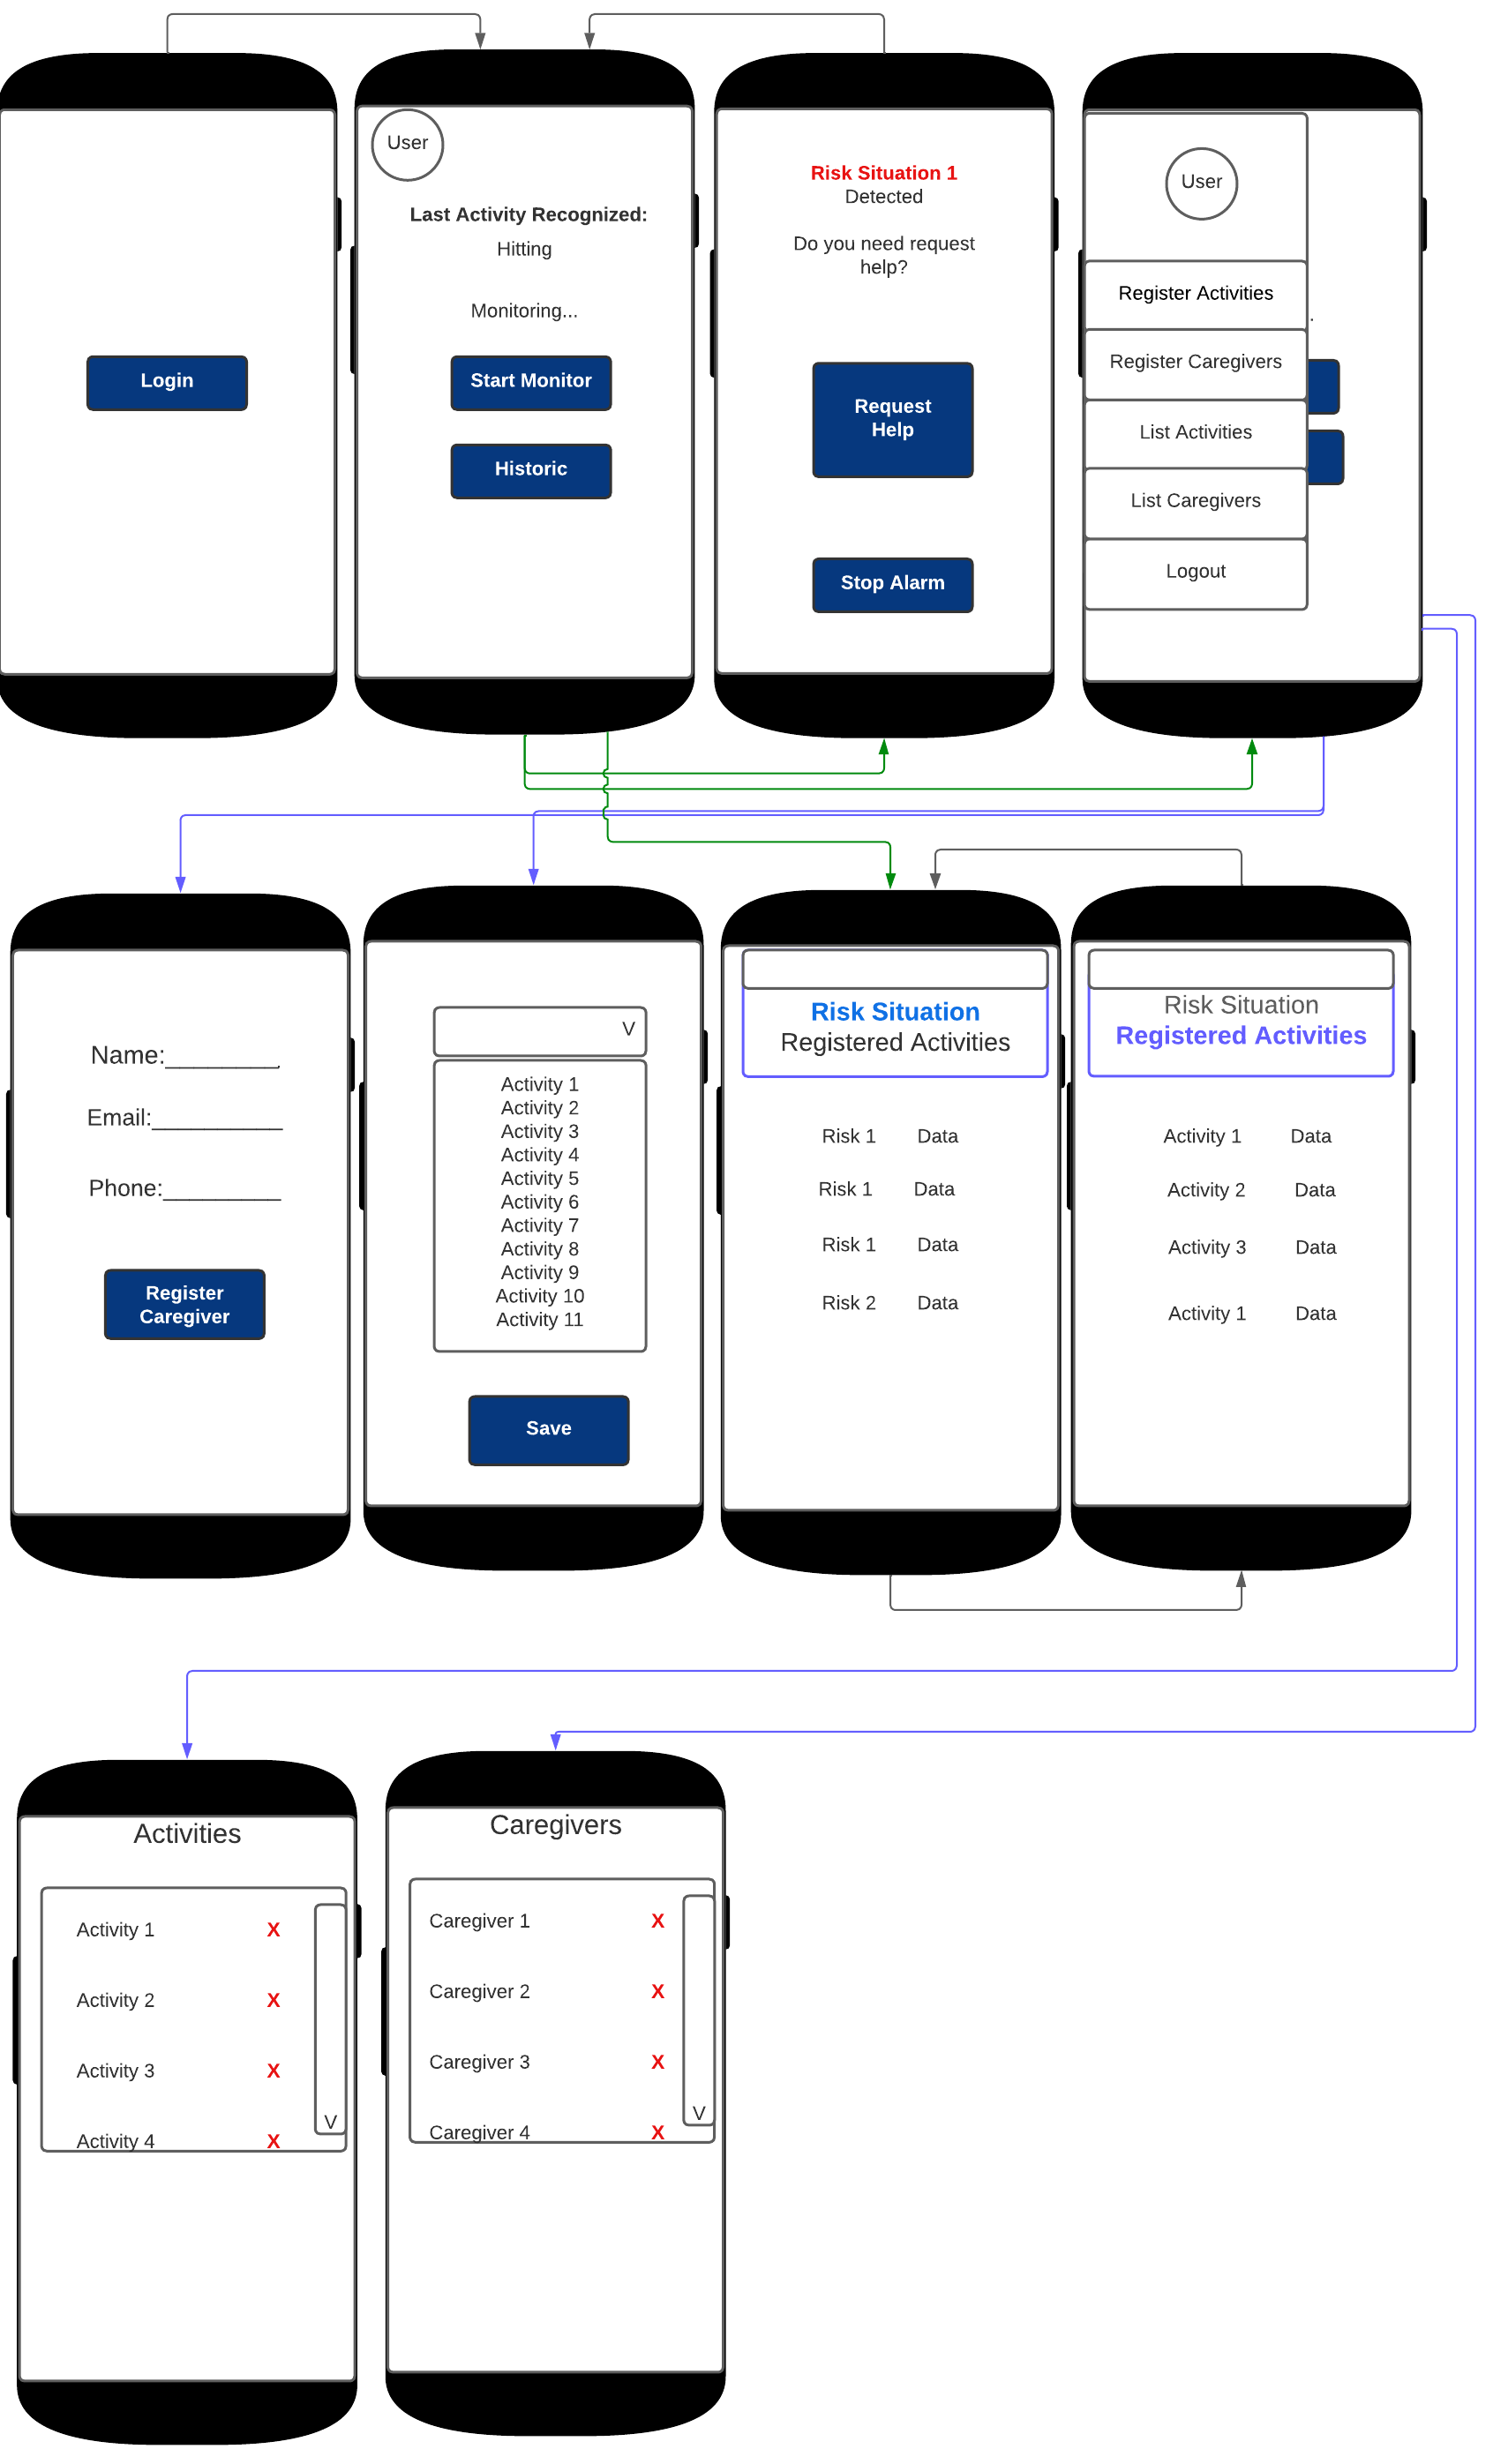 Login
User
Last Activity Recognized:
Hitting
Monitoring...
Start Monitor
Historic
Risk Situation 1
Detected
Do you need request
help?
Request
Help
Stop Alarm
User
Register Activities
.
Register Caregivers
List Activities
List Caregivers
Logout
Name:________.
Email:__________
Phone:_________
Register
Caregiver
V
Activity 1
Activity 2
Activity 3
Activity 4
Activity 5
Activity 6
Activity 7
Activity 8
Activity 9
Activity 10
Activity 11
Save
Risk Situation
Registered Activities
Risk 1 Data
Risk 1 Data
Risk 1 Data
Risk 2 Data
Risk Situation
Registered Activities
Activity 1 Data
Activity 2 Data
Activity 3 Data
Activity 1 Data
Activities
Activity 1 X
Activity 2 X
Activity 3 X
V
Activity 4 X
Caregivers
Caregiver 1 X
Caregiver 2 X
Caregiver 3 X
V
Caregiver 4 X